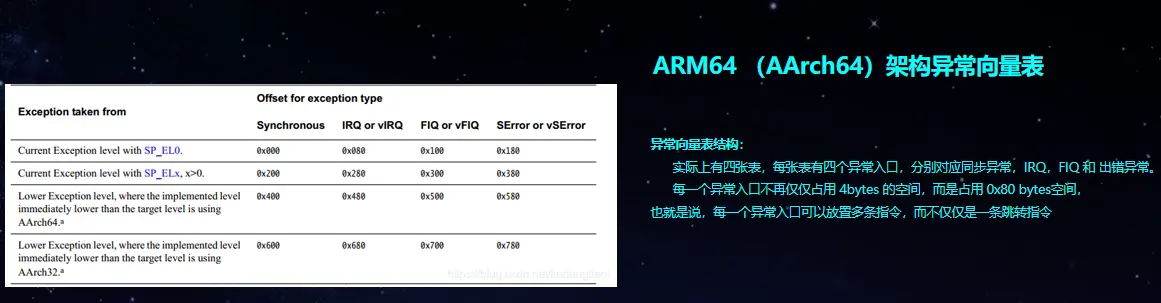 ARM64 （AArch64）架构异常向量表
Exception taken from
Offset for exception type
Synchronous IRQ or vIRQ FIQ or vFIQ SError or vSError
Current Exception level with SP_EL0. 0x000 0x080 0x100 0x180
Current Exception level with SP_ELx, x>0. 0x200 0x280 0x300 0x380
Lower Exception level, where the implemented level 0x400 0x480 0x500 0x580
immediately lower than the target level is using
AArch64.a
Lower Exception level, where the implemented level 0x600 0x680 0x700 0x780
immediately lower than the target level is using
AArch32.a
异常向量表结构：
实际上有四张表，每张表有四个异常入口，分别对应同步异常，IRQ，FIQ 和 出错异常。
每一个异常入口不再仅仅占用 4bytes 的空间，而是占用 0x80 bytes空间，
也就是说，每一个异常入口可以放置多条指令，而不仅仅是一条跳转指令